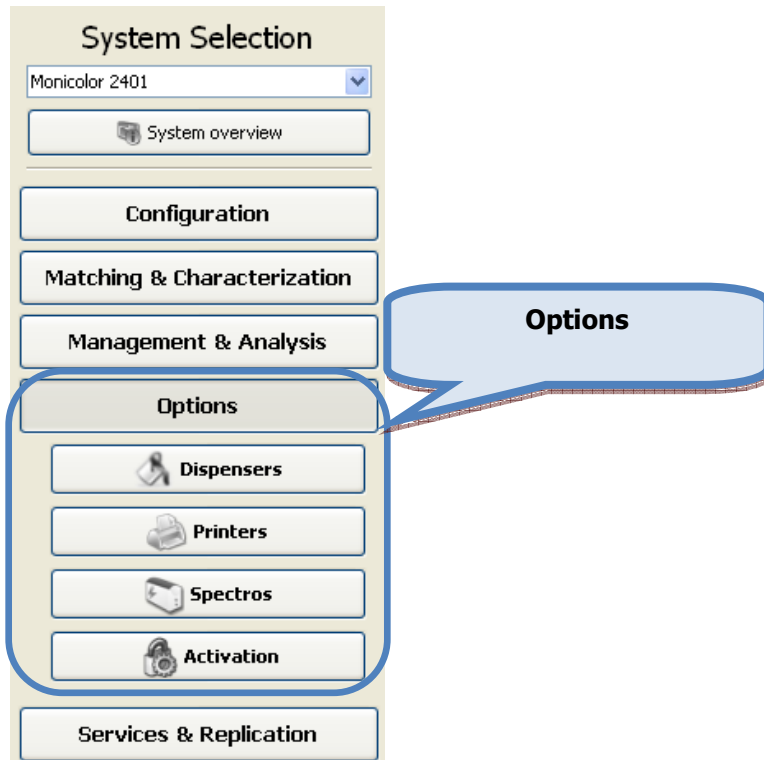 System Selection
Monicolor 2401
System overview
Configuration
Matching & Characterization
Management & Analysis
Options
Options
Dispensers
Printers
Spectros
Activation
Services & Replication